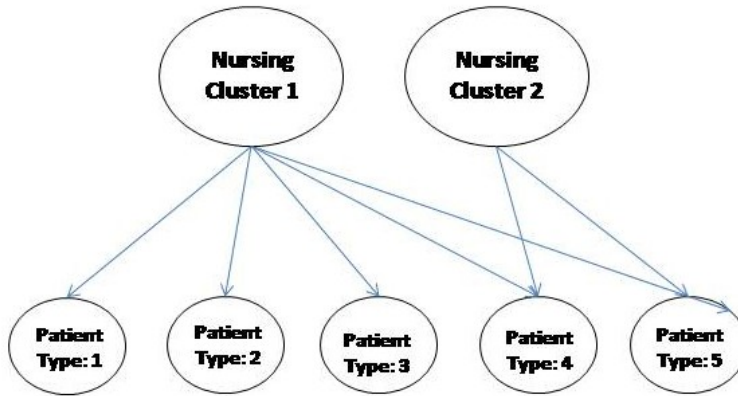 Nursing
Cluster 1
Nursing
Cluster 2
Patient
Type: 1
Patient
Type: 2
Patient
Type: 3
Patient
Type: 4
Patient
Type: 5